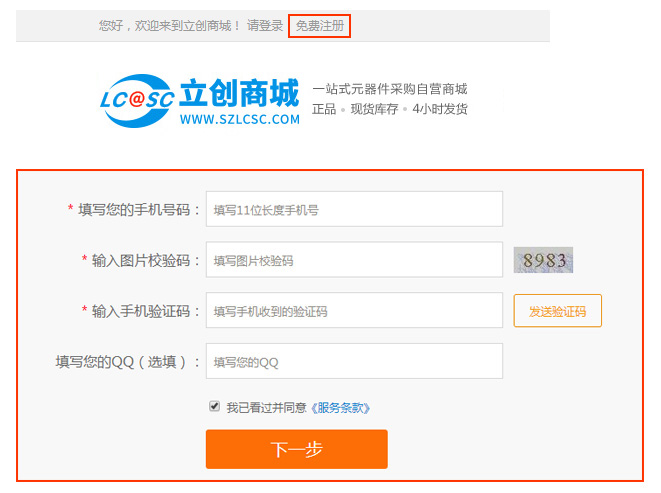 您好，欢迎来到立创商城！ 请登录 免费注册
LC@SC 立创商城
WWW.SZLCSC.COM
一站式元器件采购自营商城
正品 • 现货库存 • 4小时发货
* 填写您的手机号码： 填写11位长度手机号
* 输入图片校验码： 填写图片校验码 8983
* 输入手机验证码： 填写手机收到的验证码 发送验证码
填写您的QQ（选填）： 填写您的QQ
我已看过并同意《服务条款》
下一步